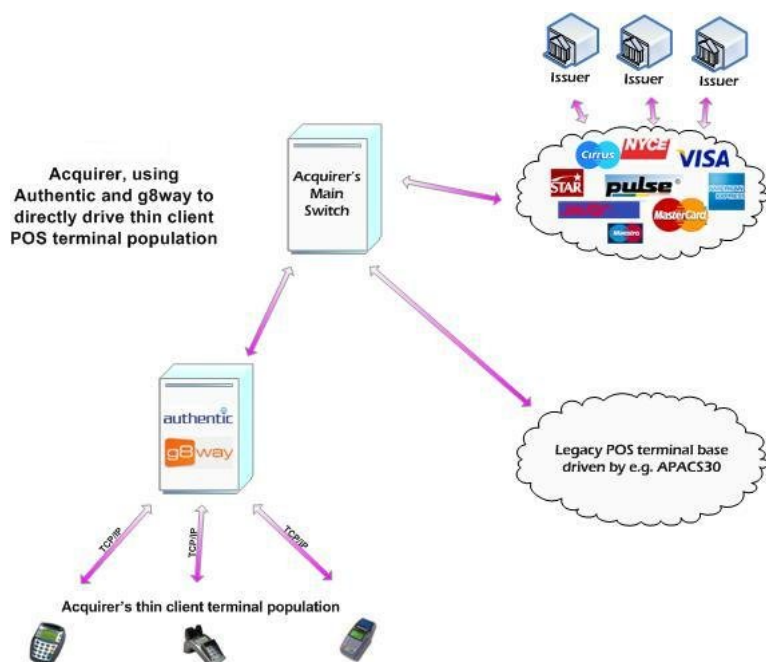 Issuer
Issuer
Issuer
Cirrus
NYCE
VISA
STAR
pulse
AMERICAN
EXPRESS
MasterCard
Maestro
Acquirer, using
Authentic and g8way to
directly drive thin client
POS terminal population
Acquirer's
Main
Switch
authentic
g8way
Legacy POS terminal base
driven by e.g. APACS30
TCP/IP
TCP/IP
TCP/IP
Acquirer's thin client terminal population